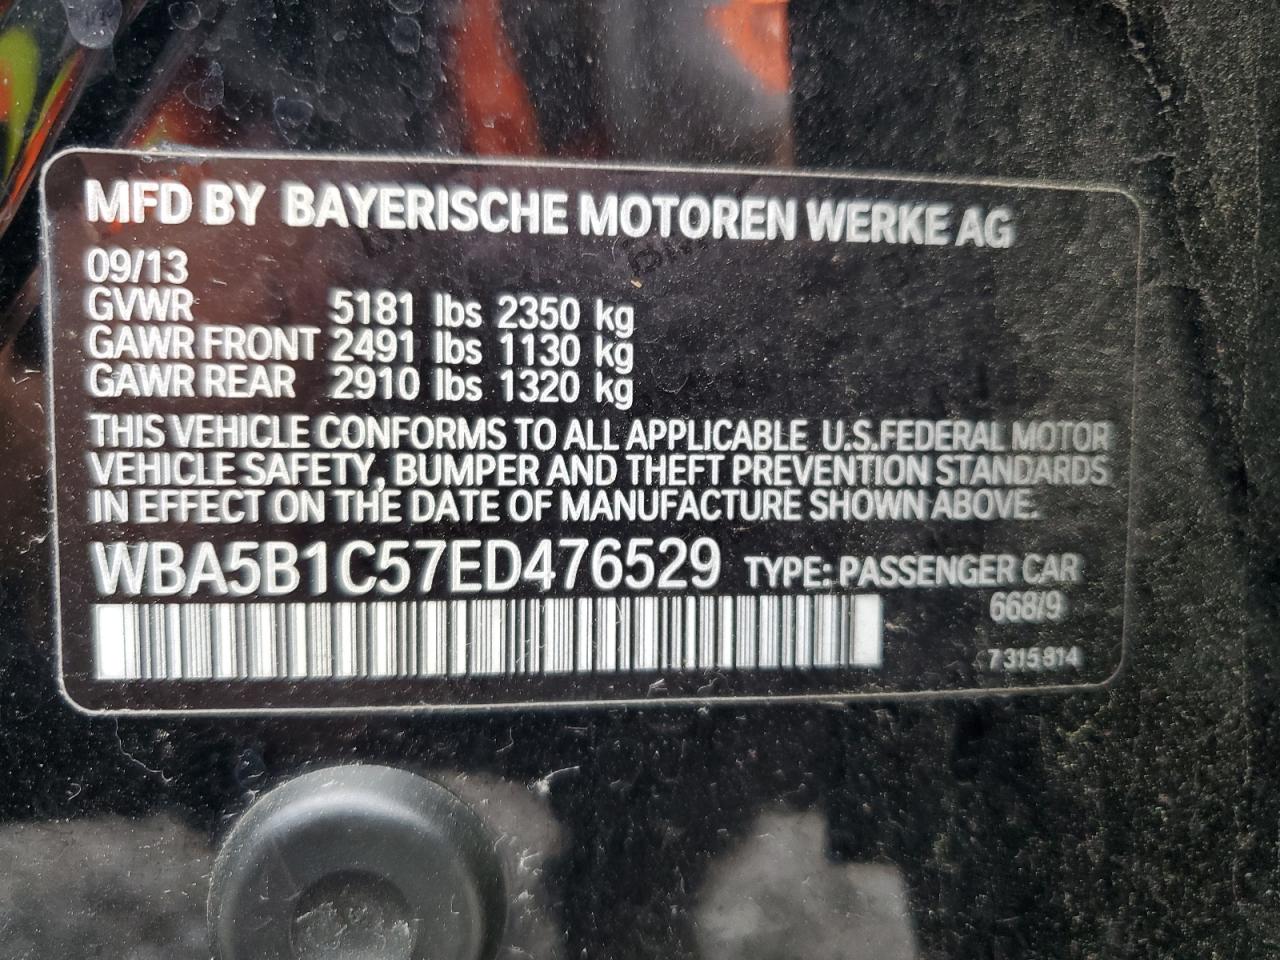 MFD BY BAYERISCHE MOTOREN WERKE AG
09/13
GVWR 5181 lbs 2350 kg
GAWR FRONT 2491 lbs 1130 kg
GAWR REAR 2910 lbs 1320 kg
THIS VEHICLE CONFORMS TO ALL APPLICABLE U.S.FEDERAL MOTOR
VEHICLE SAFETY, BUMPER AND THEFT PREVENTION STANDARDS
IN EFFECT ON THE DATE OF MANUFACTURE SHOWN ABOVE.
WBA5B1C57ED476529 TYPE: PASSENGER CAR
668/9
7 315 914